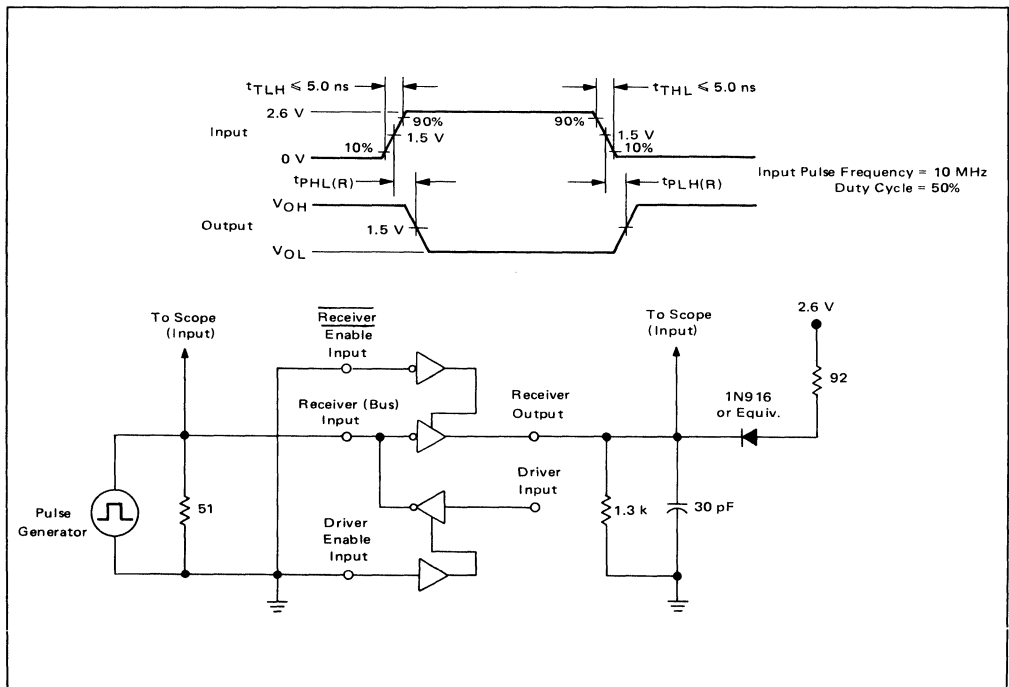 tTLH ≤ 5.0 ns
tTHL ≤ 5.0 ns
2.6 V
90%
90%
Input
1.5 V
1.5 V
10%
10%
0 V
Input Pulse Frequency = 10 MHz
Duty Cycle = 50%
tPHL(R)
tPLH(R)
VOH
Output
1.5 V
VOL
To Scope
(Input)
Receiver
Enable
Input
To Scope
(Input)
2.6 V
92
1N916
or Equiv.
Receiver (Bus)
Input
Receiver
Output
Driver
Input
Pulse
Generator
51
1.3 k
30 pF
Driver
Enable
Input